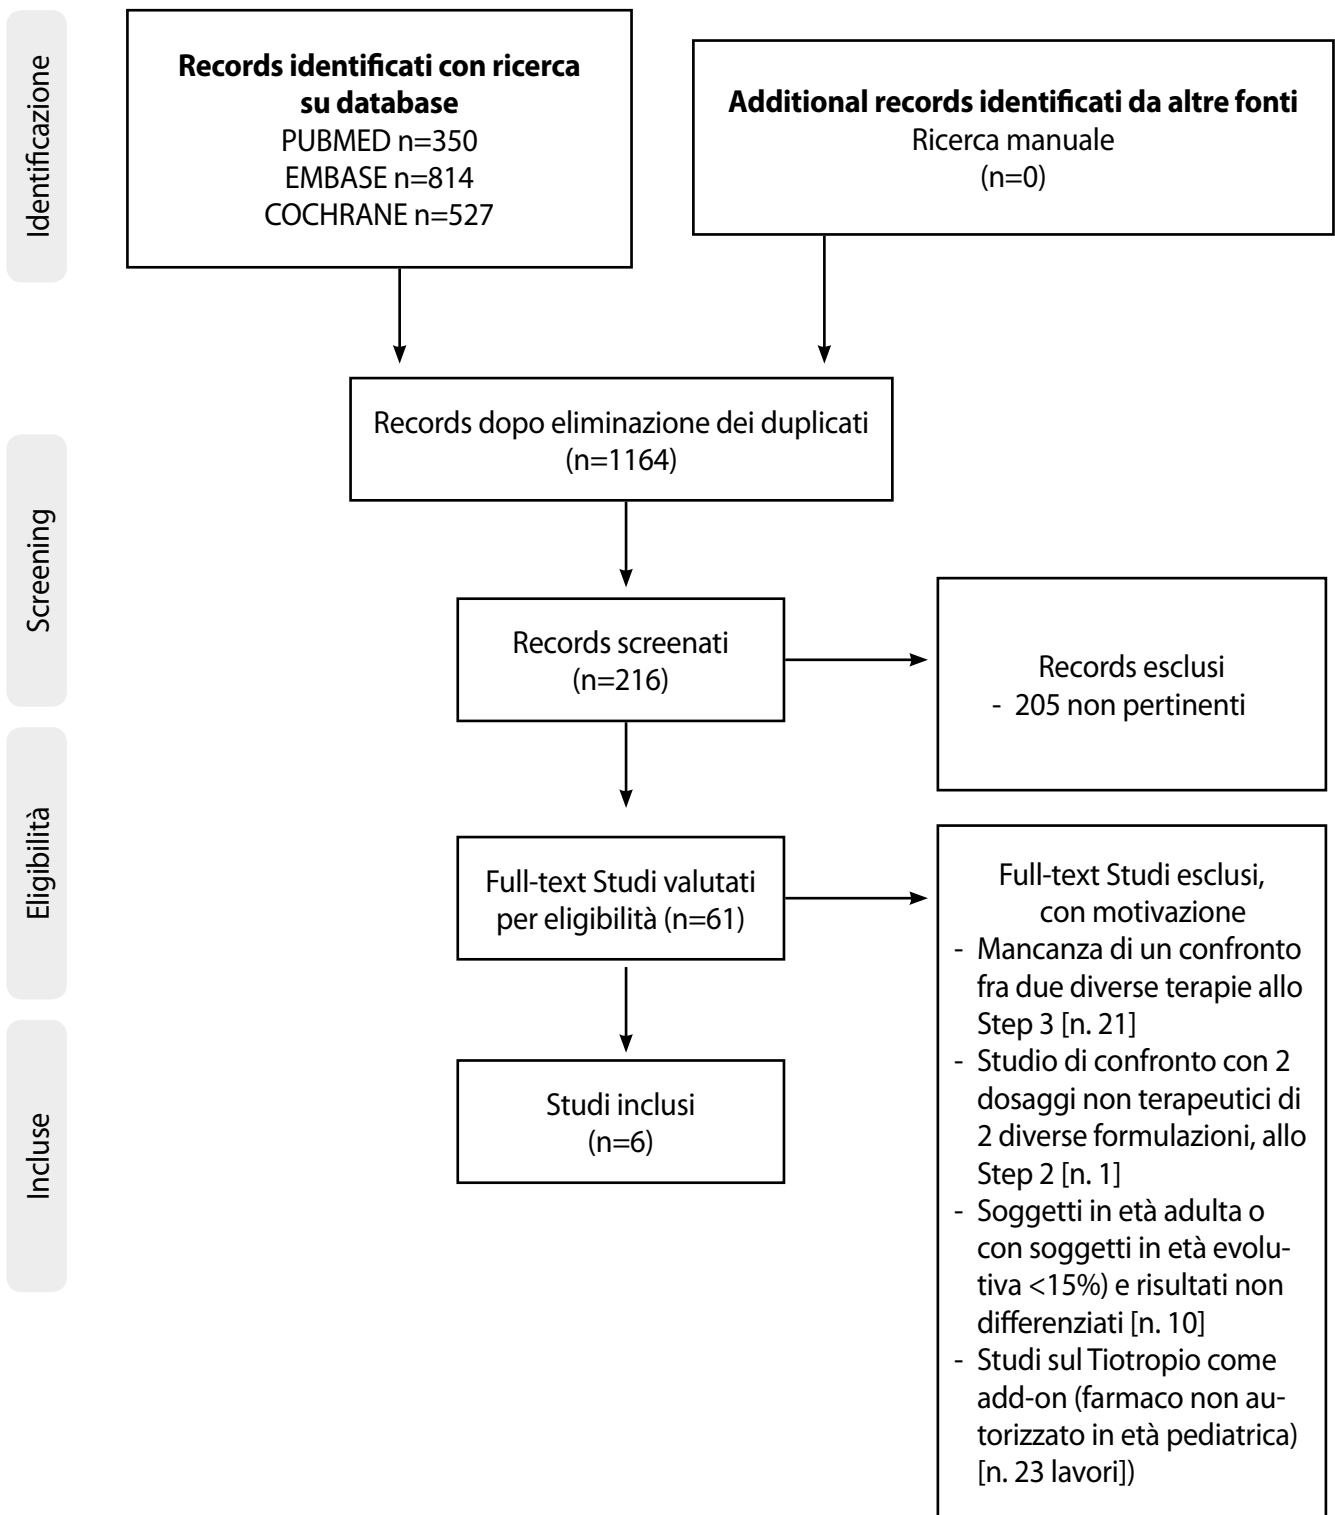 Identificazione
Records identificati con ricerca
su database
PUBMED n=350
EMBASE n=814
COCHRANE n=527
Additional records identificati da altre fonti
Ricerca manuale
(n=0)
Records dopo eliminazione dei duplicati
(n=1164)
Screening
Records screenati
(n=216)
Records esclusi
- 205 non pertinenti
Eligibilità
Full-text Studi valutati
per eligibilità (n=61)
Full-text Studi esclusi,
con motivazione
- Mancanza di un confronto
fra due diverse terapie allo
Step 3 [n. 21]
- Studio di confronto con 2
dosaggi non terapeutici di
2 diverse formulazioni, allo
Step 2 [n. 1]
- Soggetti in età adulta o
con soggetti in età evolu-
tiva <15%) e risultati non
differenziati [n. 10]
- Studi sul Tiotropio come
add-on (farmaco non au-
torizzato in età pediatrica)
[n. 23 lavori])
Incluse
Studi inclusi
(n=6)